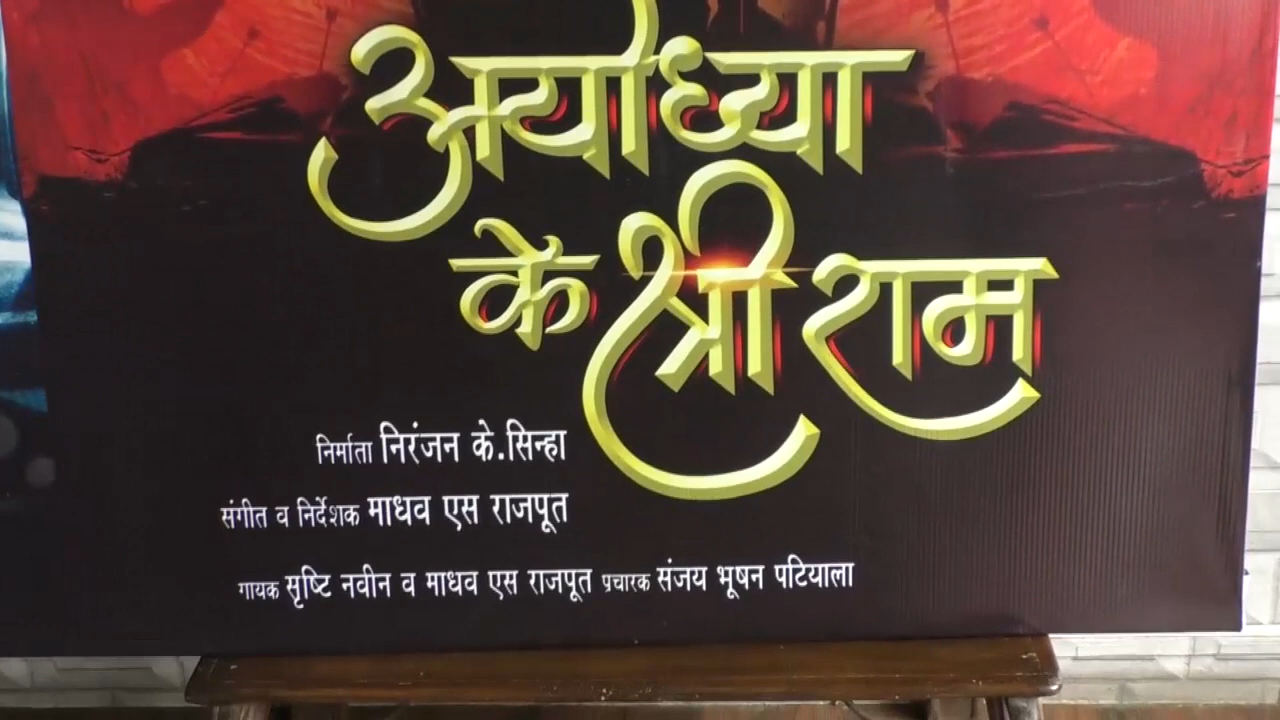 अयोध्या
के श्री राम
निर्माता निरंजन के.सिन्हा
संगीत व निर्देशक माधव एस राजपूत
गायक सृष्टि नवीन व माधव एस राजपूत प्रचारक संजय भूषन पटियाला